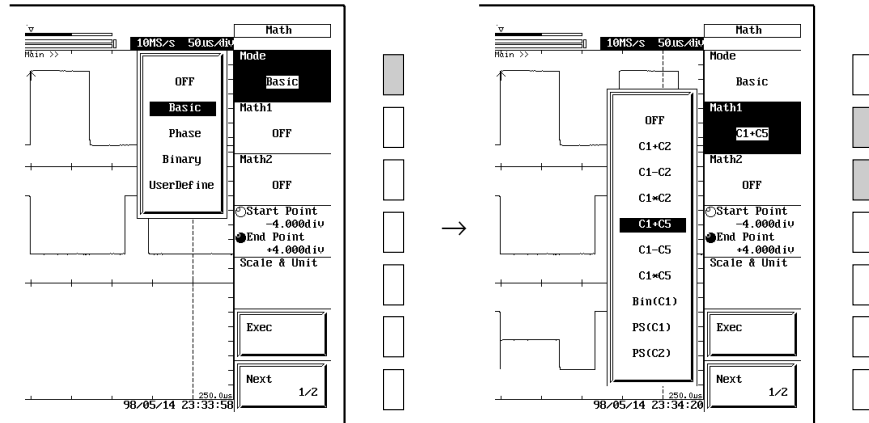 Math
10MS/s 50us/div
Main >>
Mode
Basic
OFF
Basic
Phase
Binary
UserDefine
Math1
OFF
Math2
OFF
Start Point
-4.000div
End Point
+4.000div
Scale & Unit
Exec
Next
1/2
250.0us
98/05/14 23:33:58
→
Math
10MS/s 50us/div
Main >>
Mode
Basic
OFF
C1+C2
C1-C2
C1*C2
C1+C5
C1-C5
C1*C5
Bin(C1)
PS(C1)
PS(C2)
Math1
C1+C5
Math2
OFF
Start Point
-4.000div
End Point
+4.000div
Scale & Unit
Exec
Next
1/2
250.0us
98/05/14 23:34:20